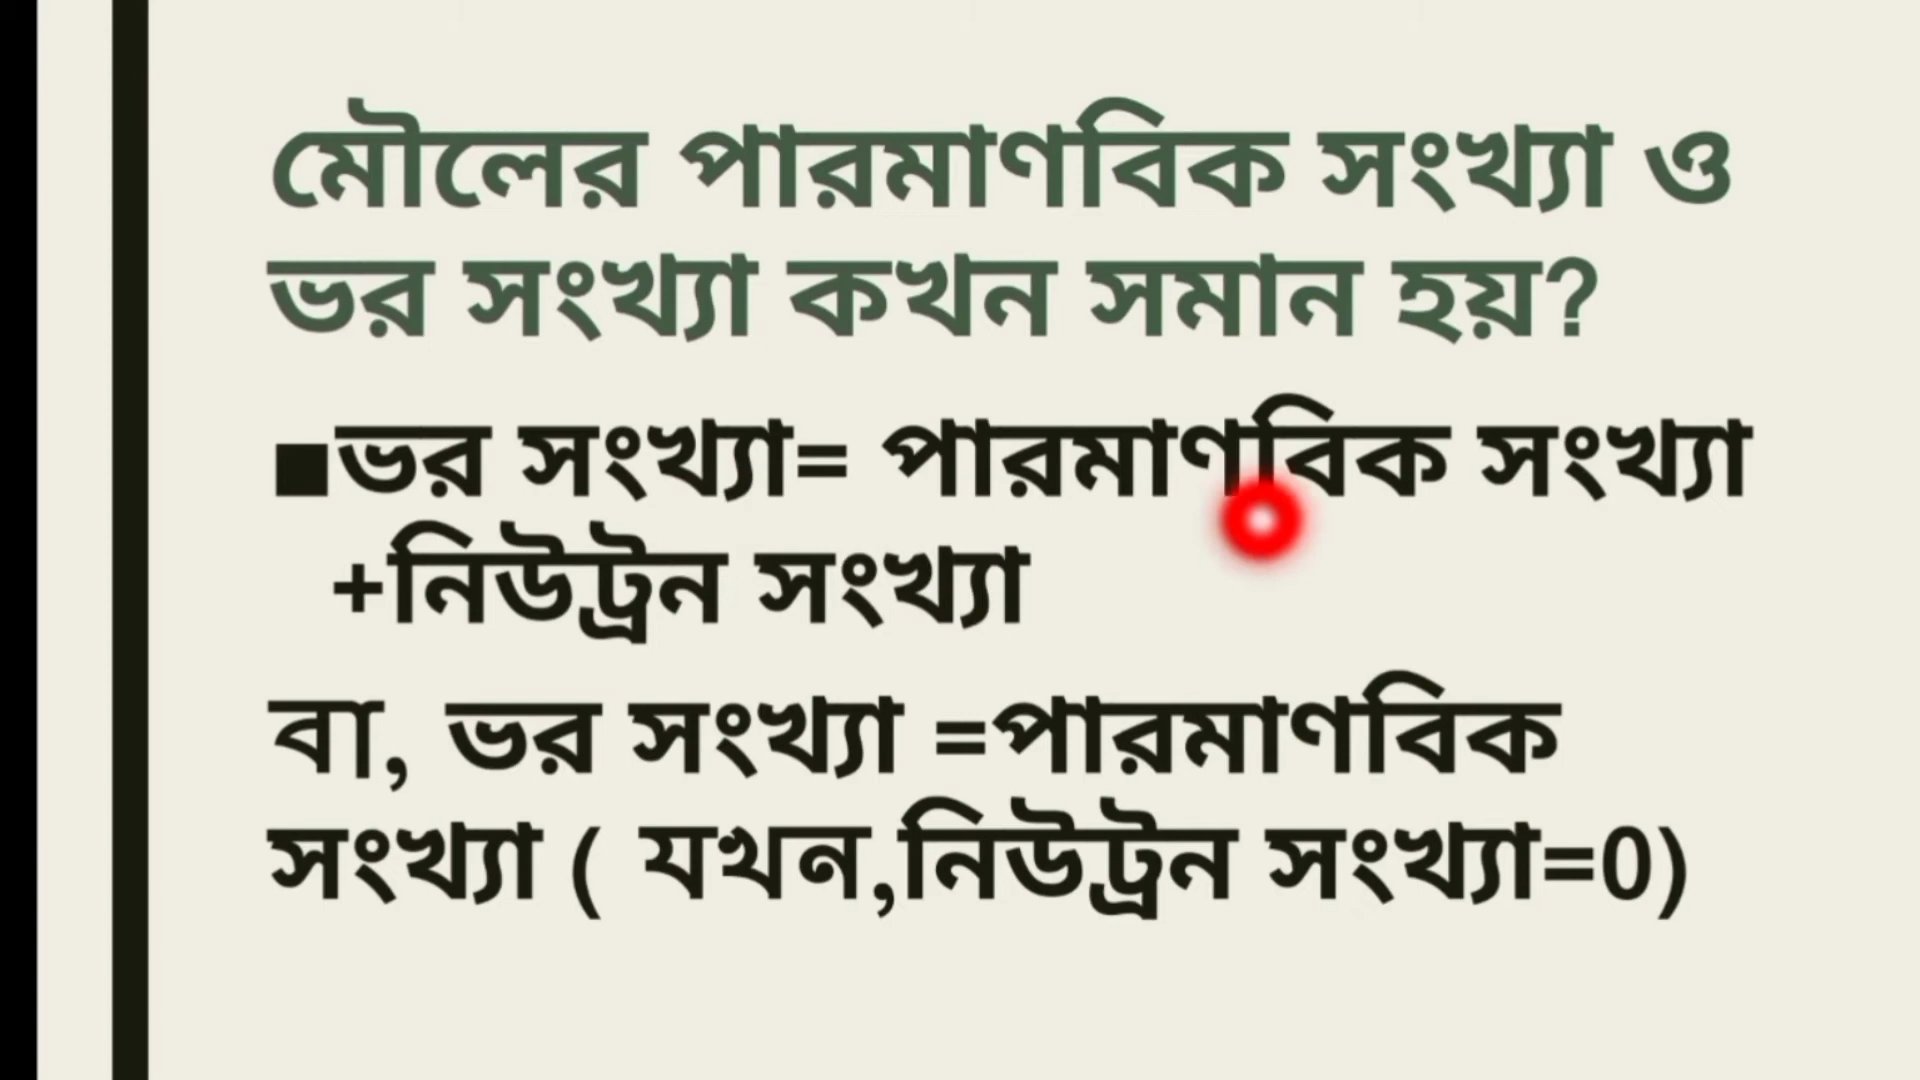 মৌলের পারমাণবিক সংখ্যা ও
ভর সংখ্যা কখন সমান হয়?
■ভর সংখ্যা= পারমাণবিক সংখ্যা
+নিউট্রন সংখ্যা
বা, ভর সংখ্যা =পারমাণবিক
সংখ্যা ( যখন,নিউট্রন সংখ্যা=0)